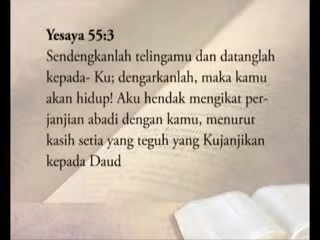 Yesaya 55:3
Sendengkanlah telingamu dan datanglah
kepada- Ku; dengarkanlah, maka kamu
akan hidup! Aku hendak mengikat per-
janjian abadi dengan kamu, menurut
kasih setia yang teguh yang Kujanjikan
kepada Daud